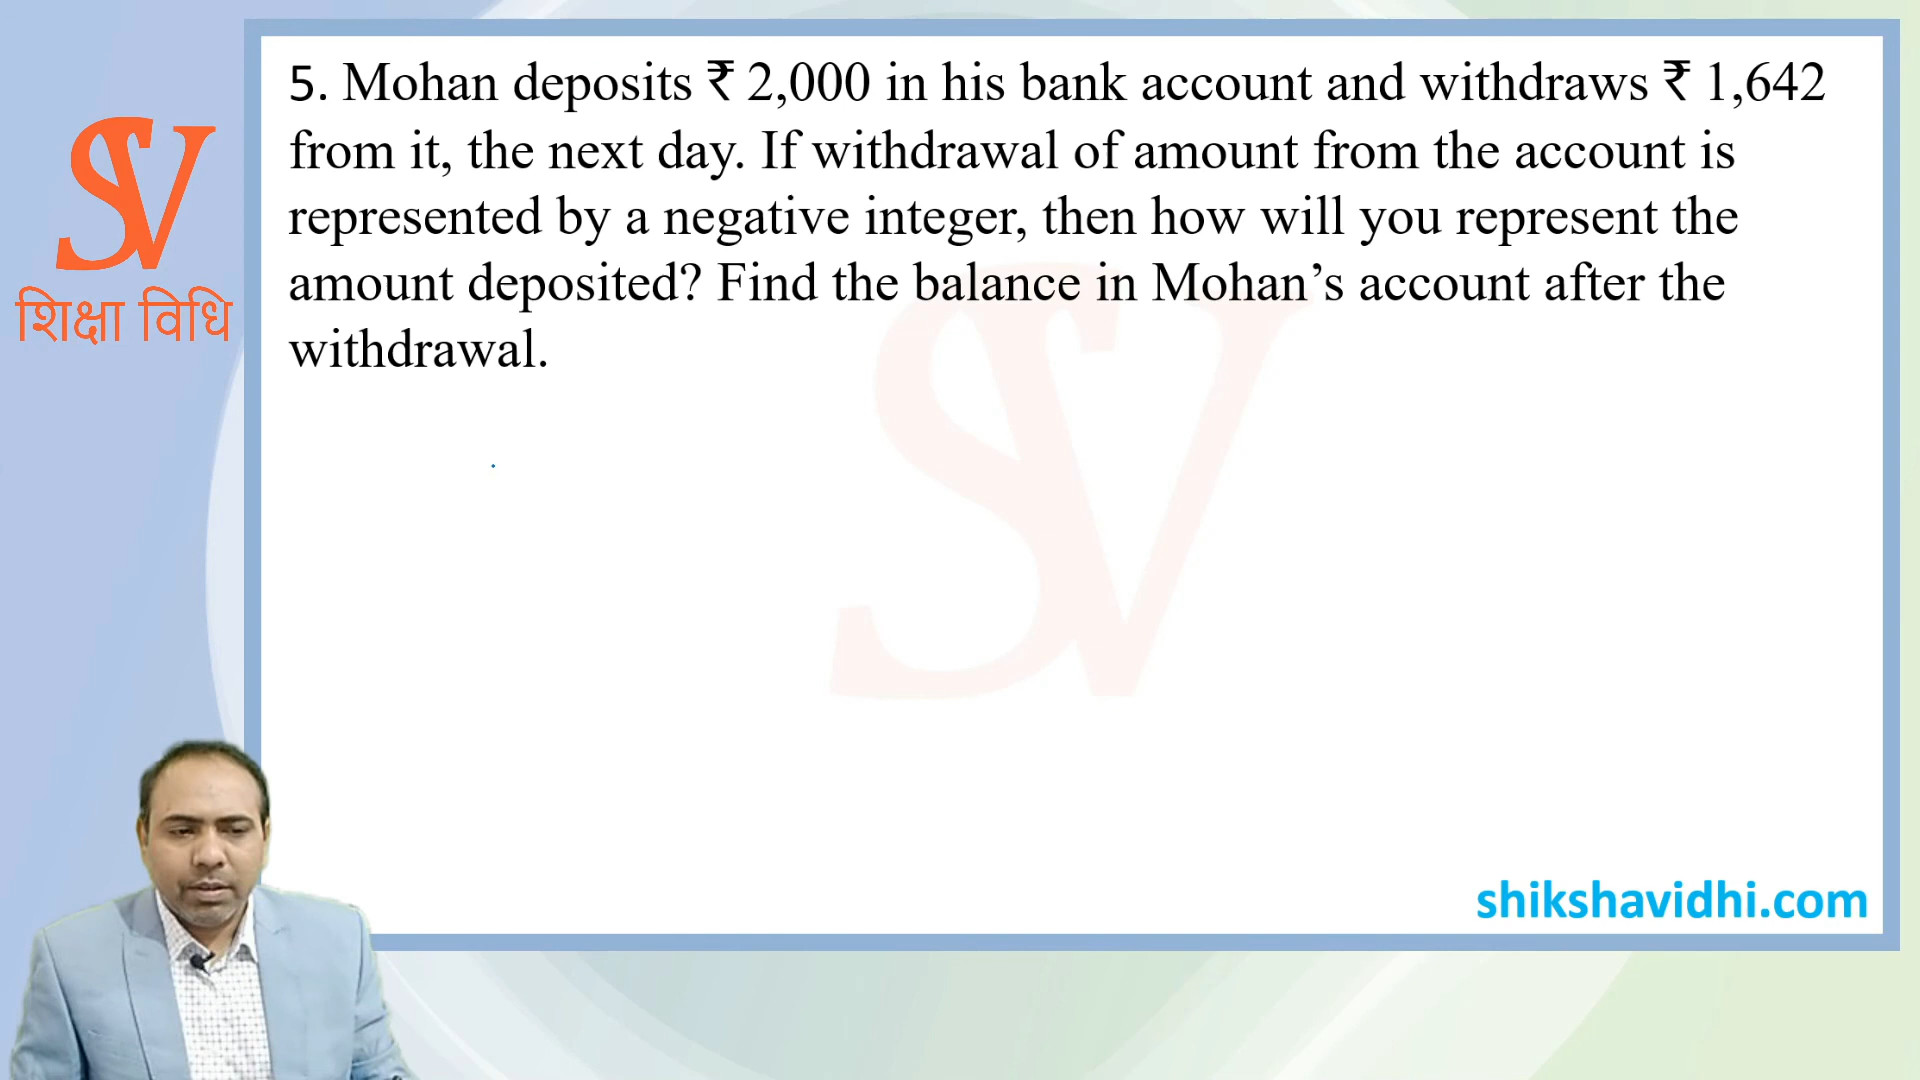 SV
शिक्षा विधि
5. Mohan deposits ₹ 2,000 in his bank account and withdraws ₹ 1,642
from it, the next day. If withdrawal of amount from the account is
represented by a negative integer, then how will you represent the
amount deposited? Find the balance in Mohan’s account after the
withdrawal.
SV
shikshavidhi.com